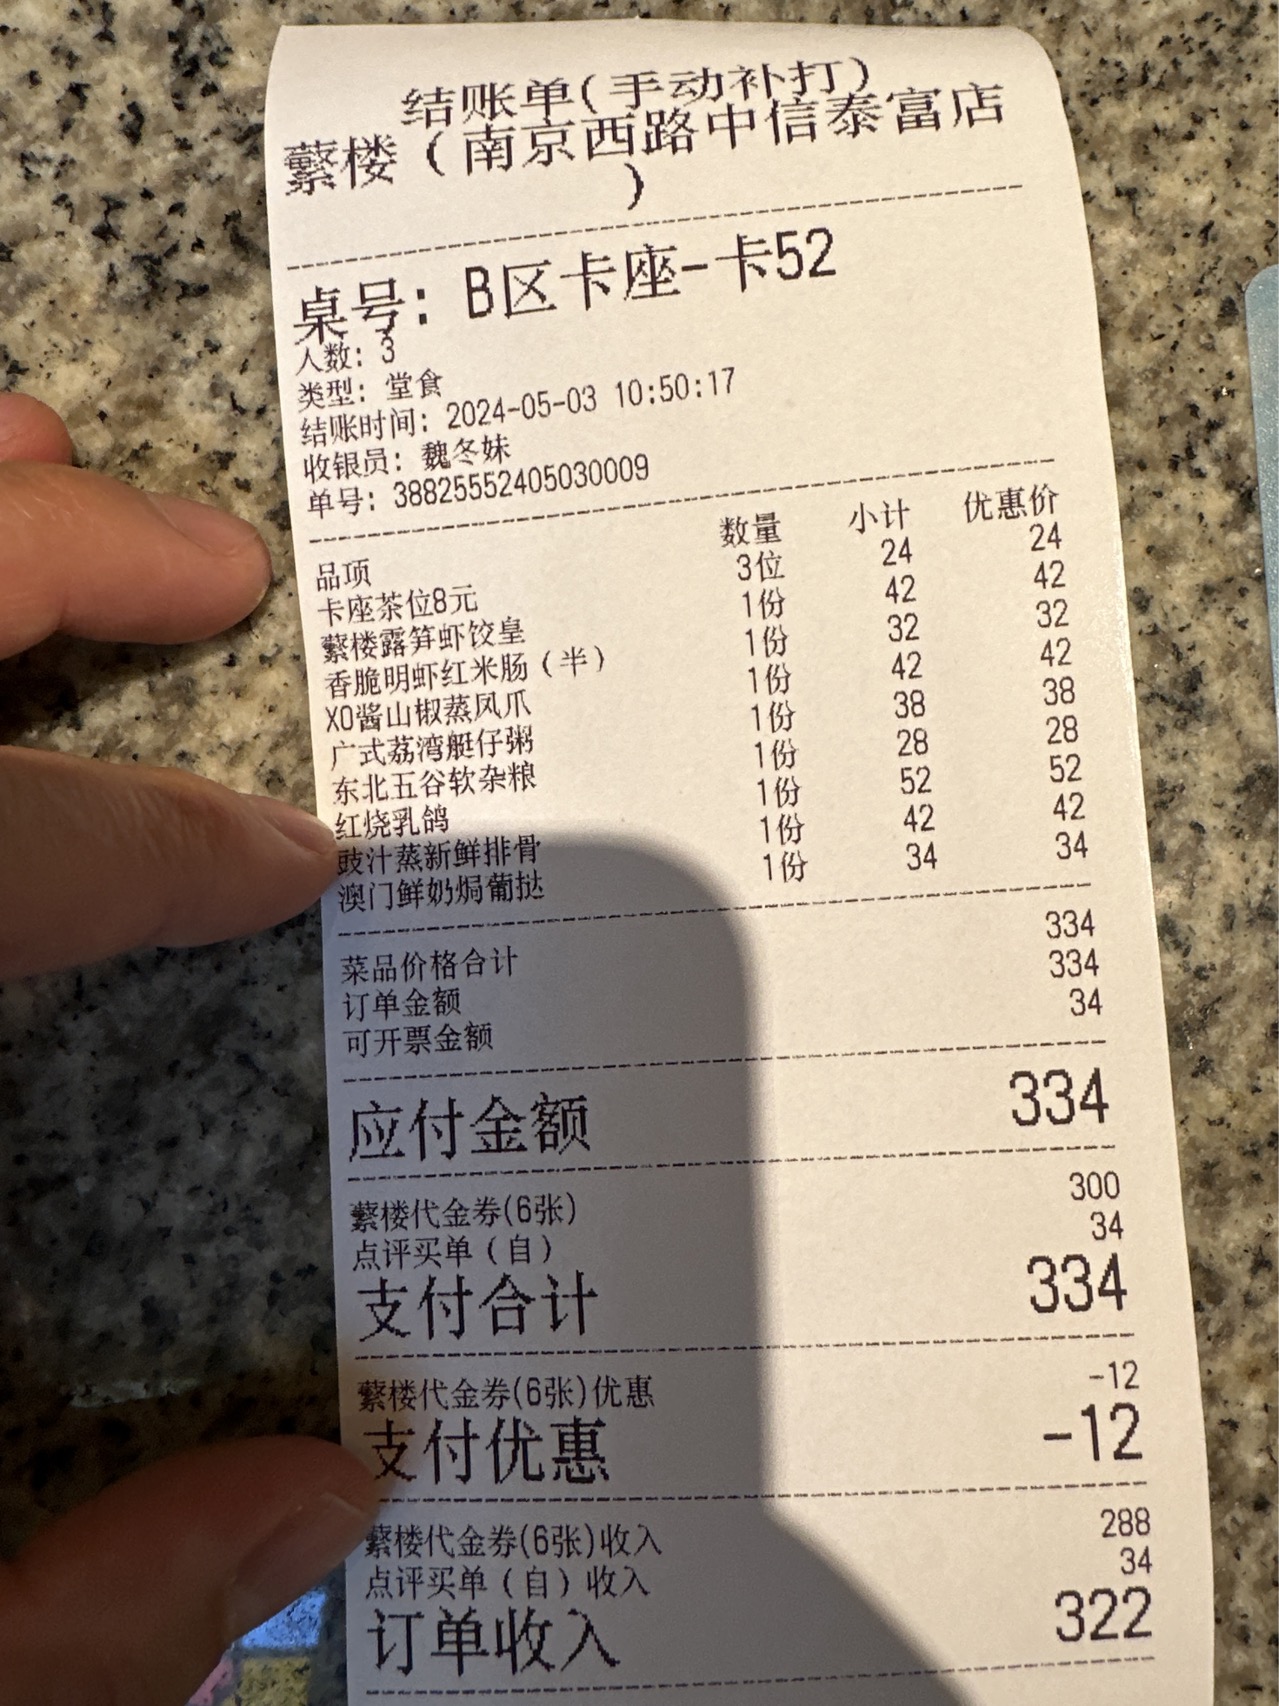 结账单(手动补打)
蘩楼（南京西路中信泰富店
）
桌号: B区卡座-卡52
人数: 3
类型: 堂食
结账时间: 2024-05-03 10:50:17
收银员: 魏冬妹
单号: 38825552405030009
品项 数量 小计 优惠价
卡座茶位8元 3位 24 24
蘩楼露笋虾饺皇 1份 42 42
香脆明虾红米肠（半） 1份 32 32
XO酱山椒蒸凤爪 1份 42 42
广式荔湾艇仔粥 1份 38 38
东北五谷软杂粮 1份 28 28
红烧乳鸽 1份 52 52
豉汁蒸新鲜排骨 1份 42 42
澳门鲜奶焗葡挞 1份 34 34
菜品价格合计 334
订单金额 334
可开票金额 34
应付金额 334
蘩楼代金券(6张) 300
点评买单（自） 34
支付合计 334
蘩楼代金券(6张)优惠 -12
支付优惠 -12
蘩楼代金券(6张)收入 288
点评买单（自）收入 34
订单收入 322